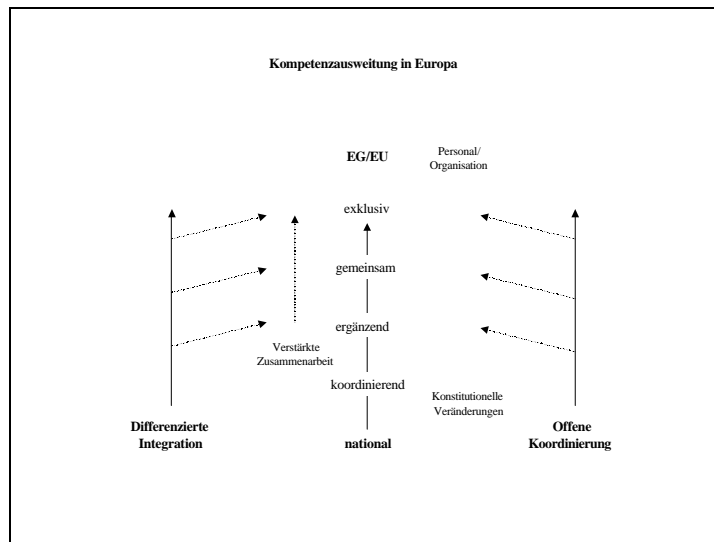 Kompetenzausweitung in Europa
EG/EU
Personal/
Organisation
exklusiv
gemeinsam
ergänzend
Verstärkte
Zusammenarbeit
koordinierend
Konstitutionelle
Veränderungen
Differenzierte
Integration
national
Offene
Koordinierung